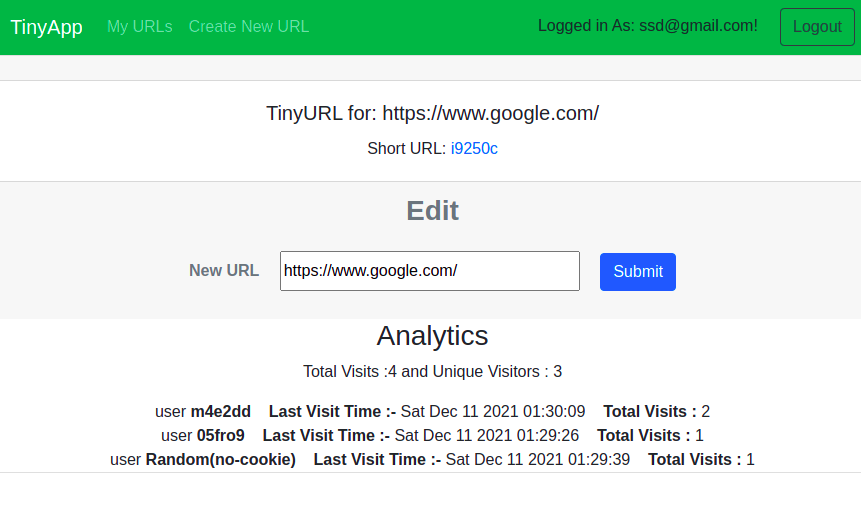 TinyApp My URLs Create New URL Logged in As: ssd@gmail.com! Logout
TinyURL for: https://www.google.com/
Short URL: i9250c
Edit
New URL https://www.google.com/ Submit
Analytics
Total Visits :4 and Unique Visitors : 3
user m4e2dd Last Visit Time :- Sat Dec 11 2021 01:30:09 Total Visits : 2
user 05fro9 Last Visit Time :- Sat Dec 11 2021 01:29:26 Total Visits : 1
user Random(no-cookie) Last Visit Time :- Sat Dec 11 2021 01:29:39 Total Visits : 1